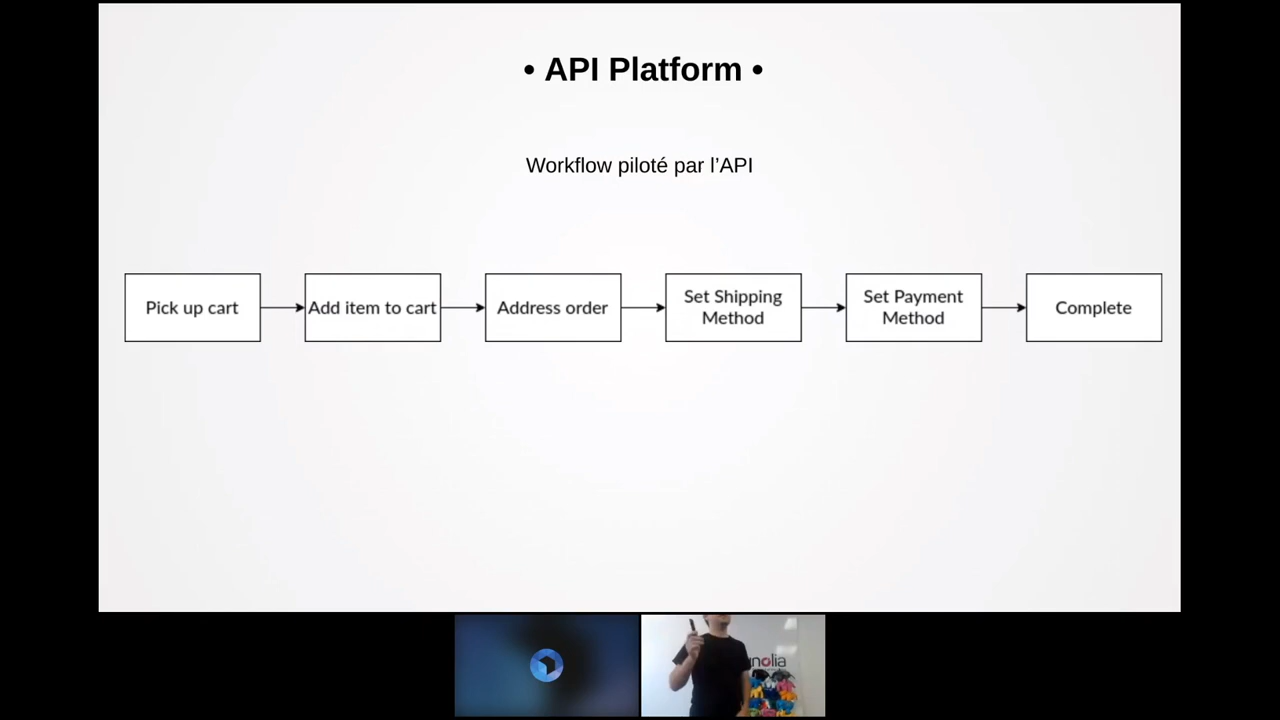 • API Platform •
Workflow piloté par l’API
Pick up cart
Add item to cart
Address order
Set Shipping
Method
Set Payment
Method
Complete
nolia